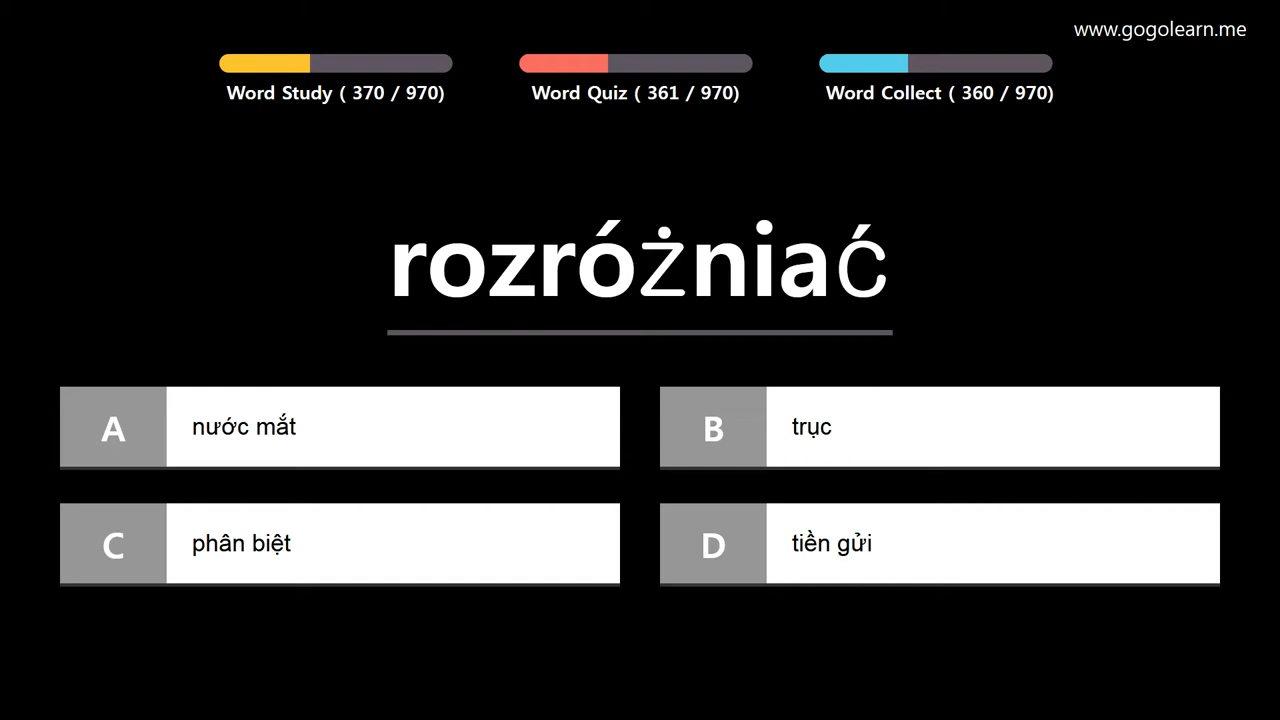 www.gogolearn.me
Word Study ( 370 / 970)
Word Quiz ( 361 / 970)
Word Collect ( 360 / 970)
rozróżniać
A nước mắt
B trục
C phân biệt
D tiền gửi